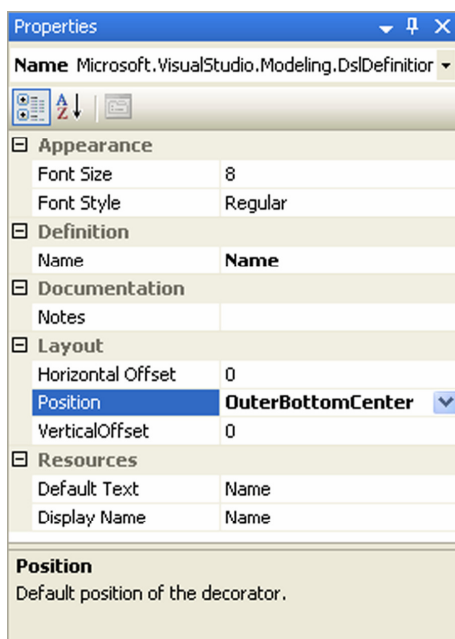 Properties
Name Microsoft.VisualStudio.Modeling.DslDefinition
Appearance
Font Size 8
Font Style Regular
Definition
Name Name
Documentation
Notes
Layout
Horizontal Offset 0
Position OuterBottomCenter
VerticalOffset 0
Resources
Default Text Name
Display Name Name
Position
Default position of the decorator.